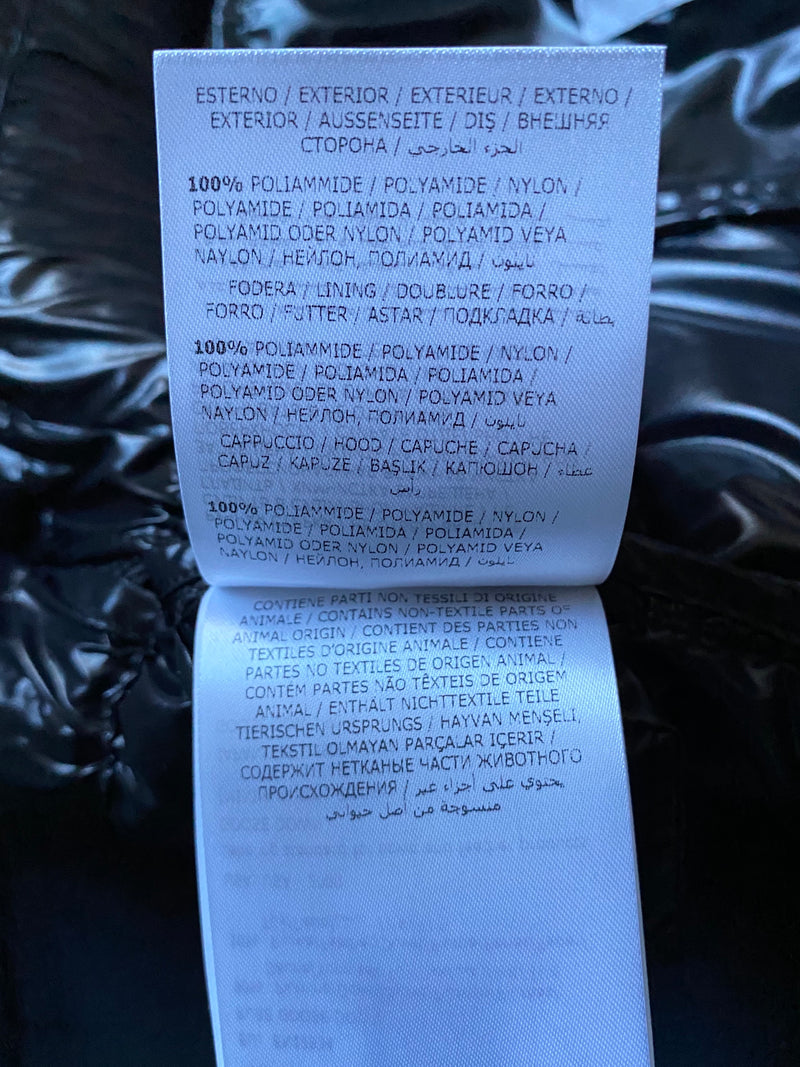 ESTERNO / EXTERIOR / EXTERIEUR / EXTERNO /
EXTERIOR / AUSSENSEITE / DIŞ / ВНЕШНЯЯ
СТОРОНА / الجزء الخارجي
100% POLIAMMIDE / POLYAMIDE / NYLON /
POLYAMIDE / POLIAMIDA / POLIAMIDA /
POLYAMID ODER NYLON / POLYAMID VEYA
NAYLON / НЕЙЛОН, ПОЛИАМИД / نايلون
FODERA / LINING / DOUBLURE / FORRO /
FORRO / FUTTER / ASTAR / ПОДКЛАДКА / بطانة
100% POLIAMMIDE / POLYAMIDE / NYLON /
POLYAMIDE / POLIAMIDA / POLIAMIDA /
POLYAMID ODER NYLON / POLYAMID VEYA
NAYLON / НЕЙЛОН, ПОЛИАМИД / نايلون
CAPPUCCIO / HOOD / CAPUCHE / CAPUCHA /
CAPUZ / KAPUZE / BAŞLIK / КАПЮШОН / غطاء
رأس
100% POLIAMMIDE / POLYAMIDE / NYLON /
POLYAMIDE / POLIAMIDA / POLIAMIDA /
POLYAMID ODER NYLON / POLYAMID VEYA
NAYLON / НЕЙЛОН, ПОЛИАМИД / نايلون
CONTIENE PARTI NON TESSILI DI ORIGINE
ANIMALE / CONTAINS NON-TEXTILE PARTS OF
ANIMAL ORIGIN / CONTIENT DES PARTIES NON
TEXTILES D'ORIGINE ANIMALE / CONTIENE
PARTES NO TEXTILES DE ORIGEN ANIMAL /
CONTÉM PARTES NÃO TÊXTEIS DE ORIGEM
ANIMAL / ENTHÄLT NICHTTEXTILE TEILE
TIERISCHEN URSPRUNGS / HAYVAN MENŞELİ,
TEKSTIL OLMAYAN PARÇALAR IÇERIR /
СОДЕРЖИТ НЕТКАНЫЕ ЧАСТИ ЖИВОТНОГО
ПРОИСХОЖДЕНИЯ / يحتوي على أجزاء غير
منسوجة من أصل حيواني